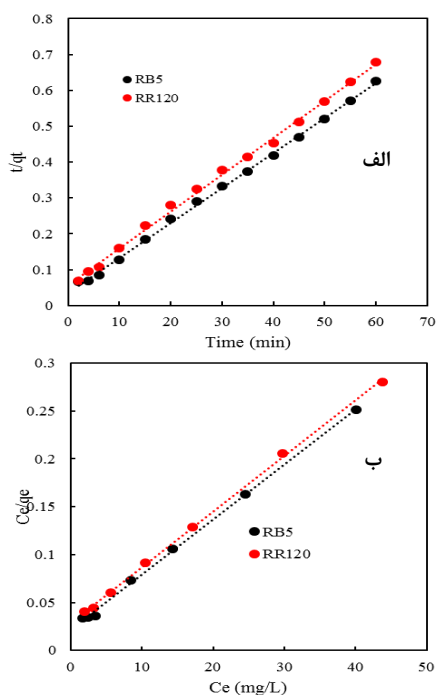 0.8
0.7
0.6
0.5
0.4
0.3
0.2
0.1
0
RB5
RR120
الف
t/qt
0 10 20 30 40 50 60 70
Time (min)
0.3
0.25
0.2
0.15
0.1
0.05
0
ب
RB5
RR120
Ce/qe
0 10 20 30 40 50
Ce (mg/L)